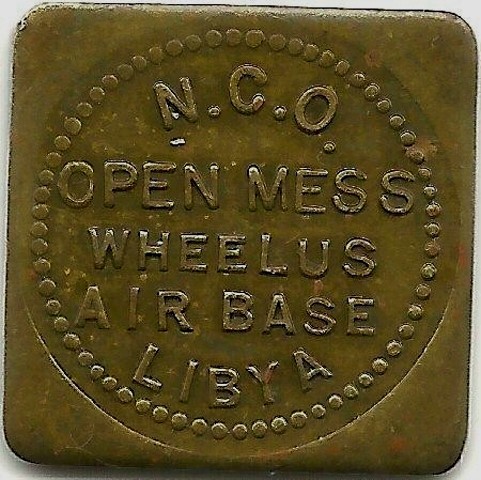 N.C.O.
OPEN MESS
WHEELUS
AIR BASE
LIBYA